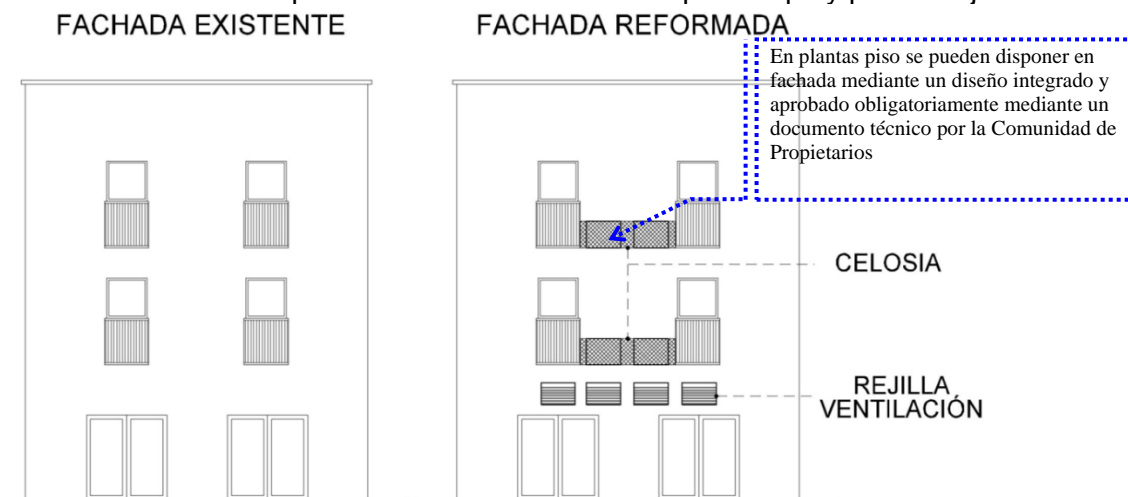 FACHADA EXISTENTE
FACHADA REFORMADA
En plantas piso se pueden disponer en
fachada mediante un diseño integrado y
aprobado obligatoriamente mediante un
documento técnico por la Comunidad de
Propietarios
CELOSIA
REJILLA
VENTILACIÓN